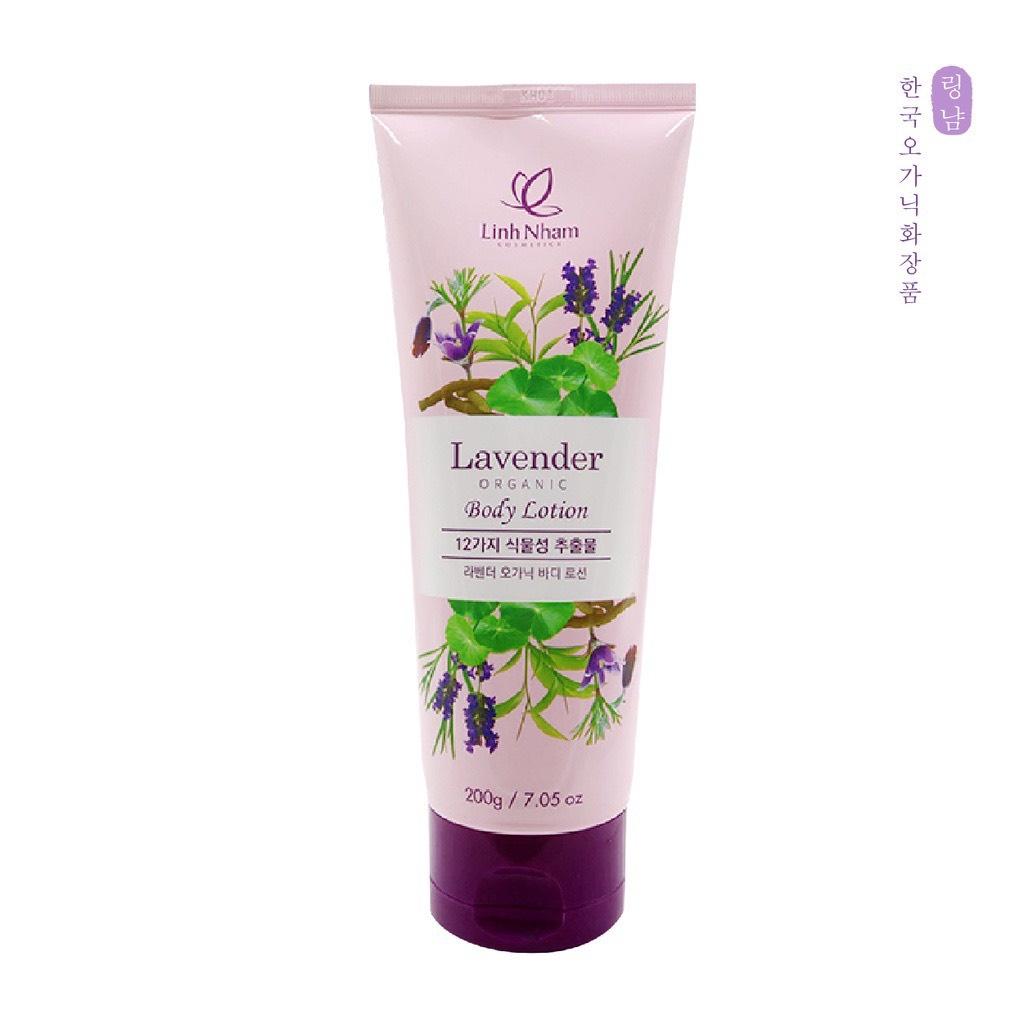 Linh Nham
COSMETICS
Lavender
ORGANIC
Body Lotion
12가지 식물성 추출물
라벤더 오가닉 바디 로션
200g / 7.05 oz
링냠
한국오가닉화장품